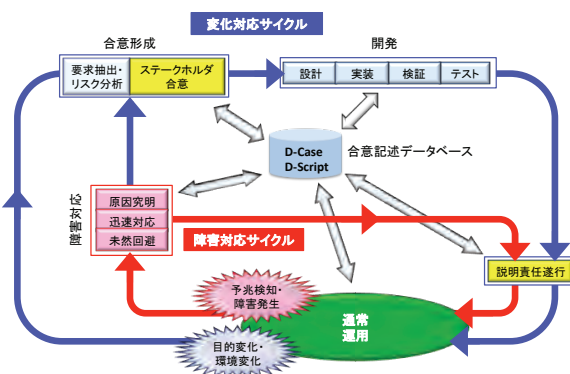 変化対応サイクル
合意形成
開発
要求抽出・
リスク分析
ステークホルダ
合意
設計
実装
検証
テスト
D-Case
D-Script
合意記述データベース
障害対応
原因究明
迅速対応
未然回避
障害対応サイクル
説明責任遂行
予兆検知・
障害発生
通常
運用
目的変化・
環境変化